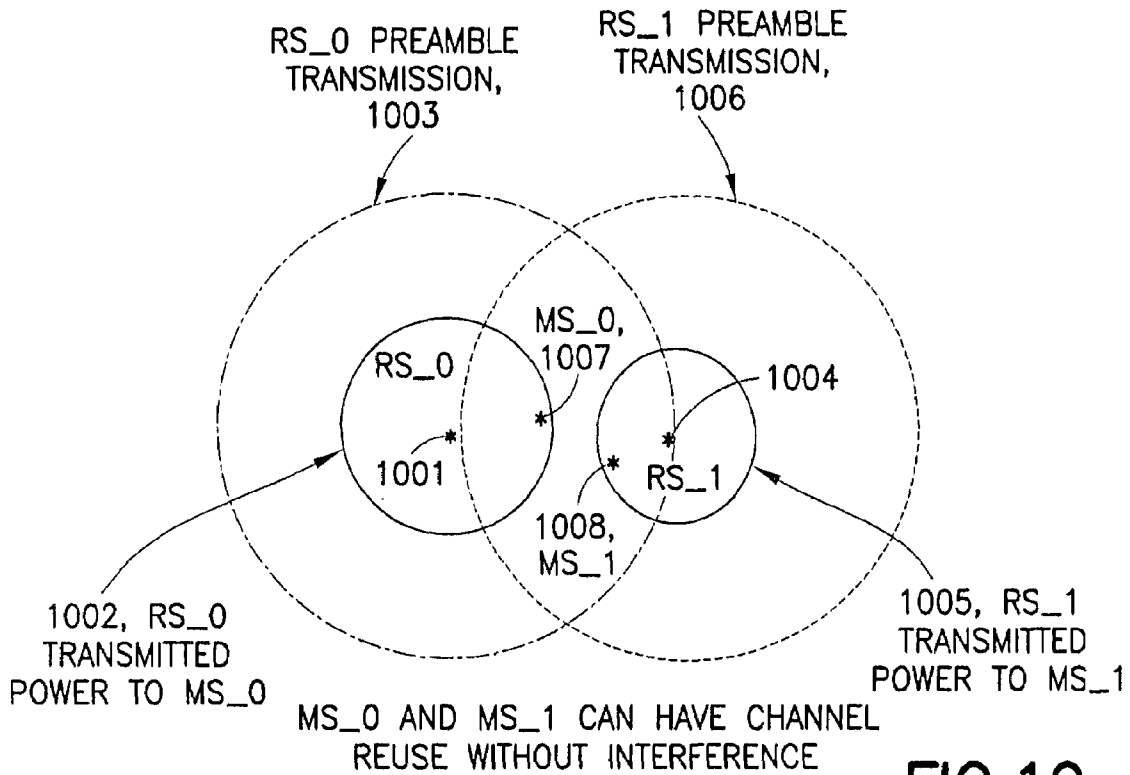 RS_0 PREAMBLE
TRANSMISSION,
1003
RS_1 PREAMBLE
TRANSMISSION,
1006
RS_0
MS_0,
1007
1004
1001
RS_1
1008,
MS_1
1002, RS_0
TRANSMITTED
POWER TO MS_0
1005, RS_1
TRANSMITTED
POWER TO MS_1
MS_0 AND MS_1 CAN HAVE CHANNEL
REUSE WITHOUT INTERFERENCE